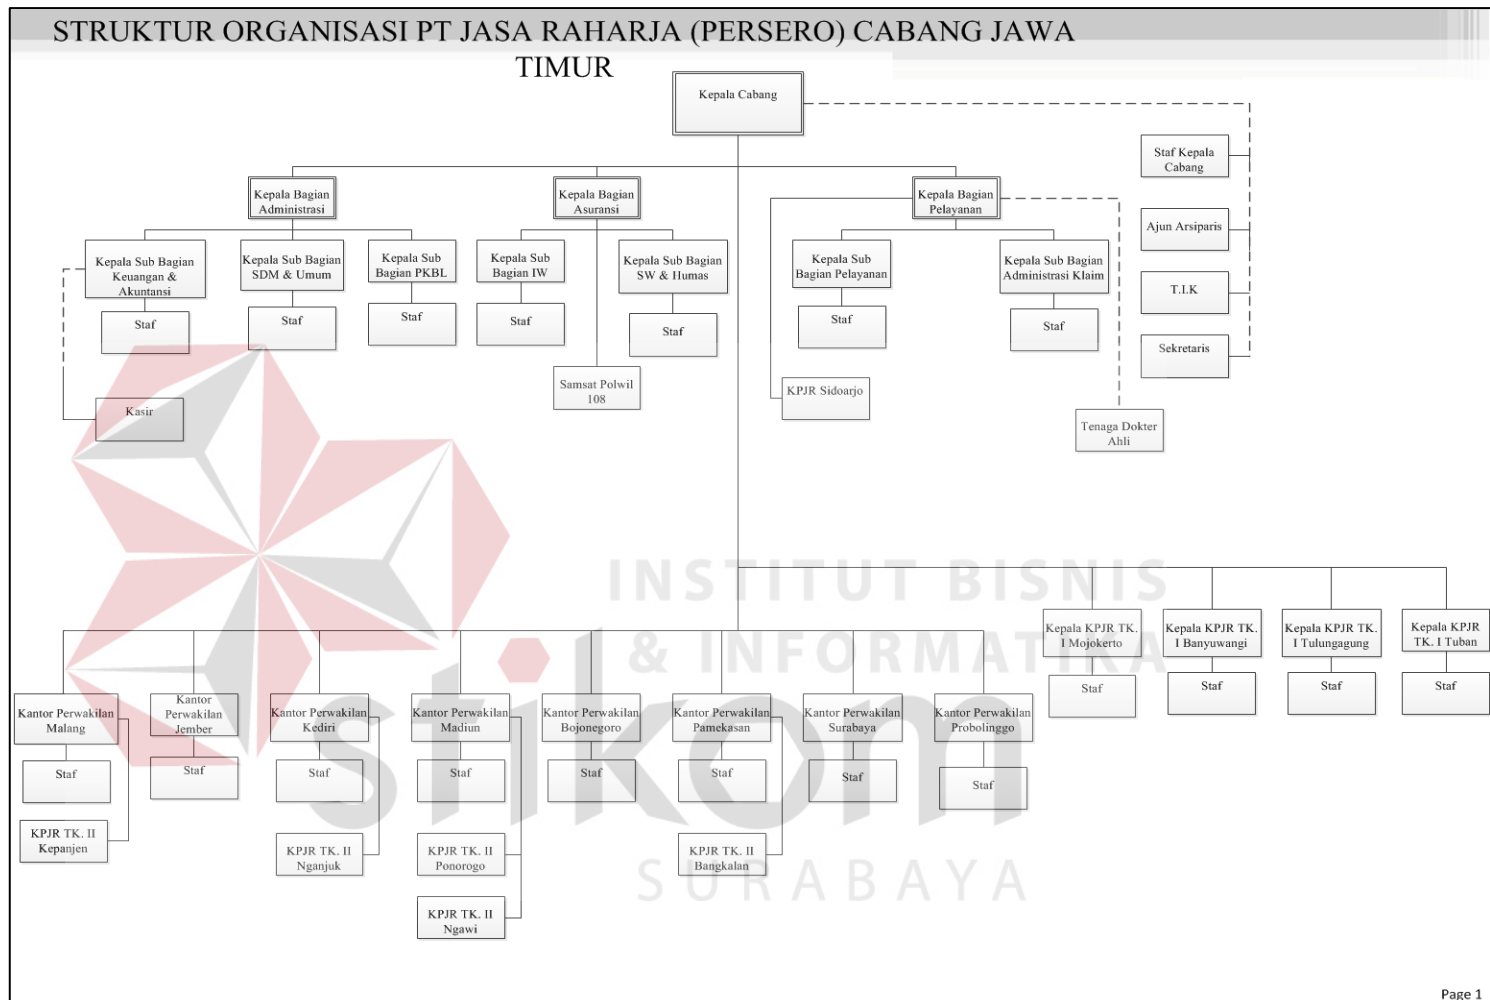 STRUKTUR ORGANISASI PT JASA RAHARJA (PERSERO) CABANG JAWA
TIMUR
Kepala Cabang
Staf Kepala
Cabang
Ajun Arsiparis
T.I.K
Sekretaris
Kepala Bagian
Administrasi
Kepala Bagian
Asuransi
Kepala Bagian
Pelayanan
Kepala Sub Bagian
Keuangan &
Akuntansi
Kepala Sub Bagian
SDM & Umum
Kepala Sub
Bagian PKBL
Kepala Sub
Bagian IW
Kepala Sub Bagian
SW & Humas
Kepala Sub
Bagian Pelayanan
Kepala Sub Bagian
Administrasi Klaim
Staf
Staf
Staf
Staf
Staf
Staf
Staf
Kasir
Samsat Polwil
108
KPJR Sidoarjo
Tenaga Dokter
Ahli
INSTITUT BISNIS
& INFORMATIKA
stikom
SURABAYA
Kepala KPJR TK.
I Mojokerto
Kepala KPJR TK.
I Banyuwangi
Kepala KPJR TK.
I Tulungagung
Kepala KPJR
TK. I Tuban
Staf
Staf
Staf
Staf
Kantor Perwakilan
Malang
Kantor
Perwakilan
Jember
Kantor Perwakilan
Kediri
Kantor Perwakilan
Madiun
Kantor Perwakilan
Bojonegoro
Kantor Perwakilan
Pamekasan
Kantor Perwakilan
Surabaya
Kantor Perwakilan
Probolinggo
Staf
Staf
Staf
Staf
Staf
Staf
Staf
Staf
KPJR TK. II
Kepanjen
KPJR TK. II
Nganjuk
KPJR TK. II
Ponorogo
KPJR TK. II
Bangkalan
KPJR TK. II
Ngawi
Page 1